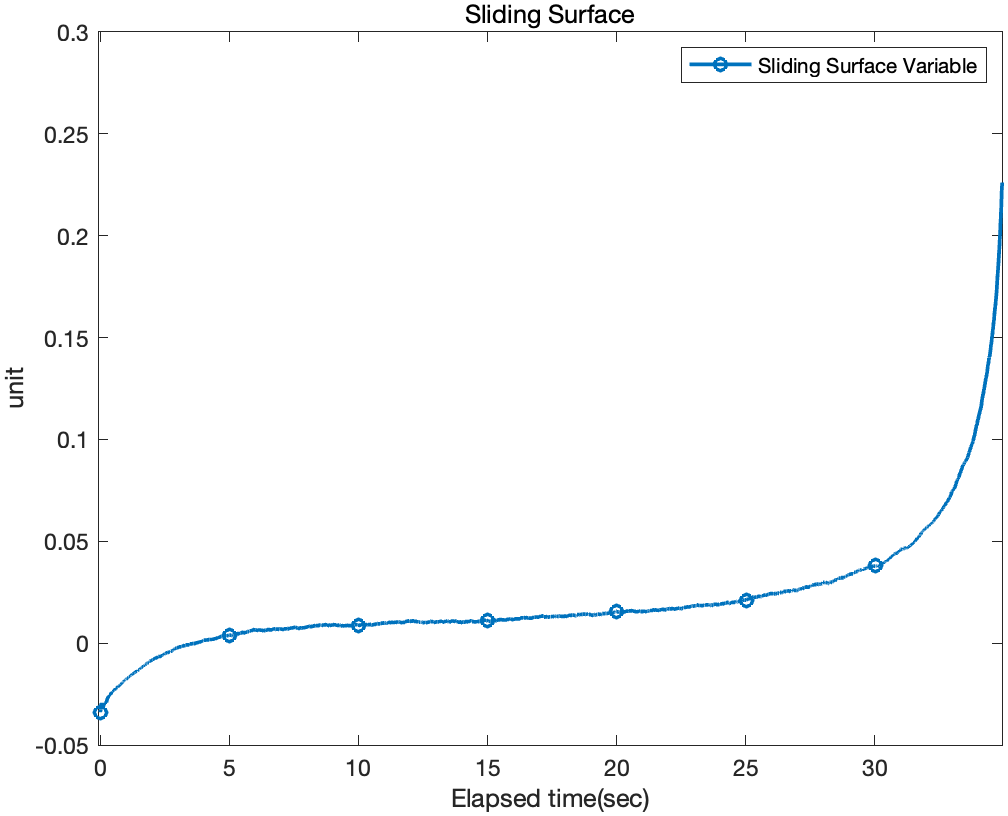 Sliding Surface
Sliding Surface Variable
0.3
0.25
0.2
0.15
0.1
0.05
0
-0.05
unit
0 5 10 15 20 25 30
Elapsed time(sec)